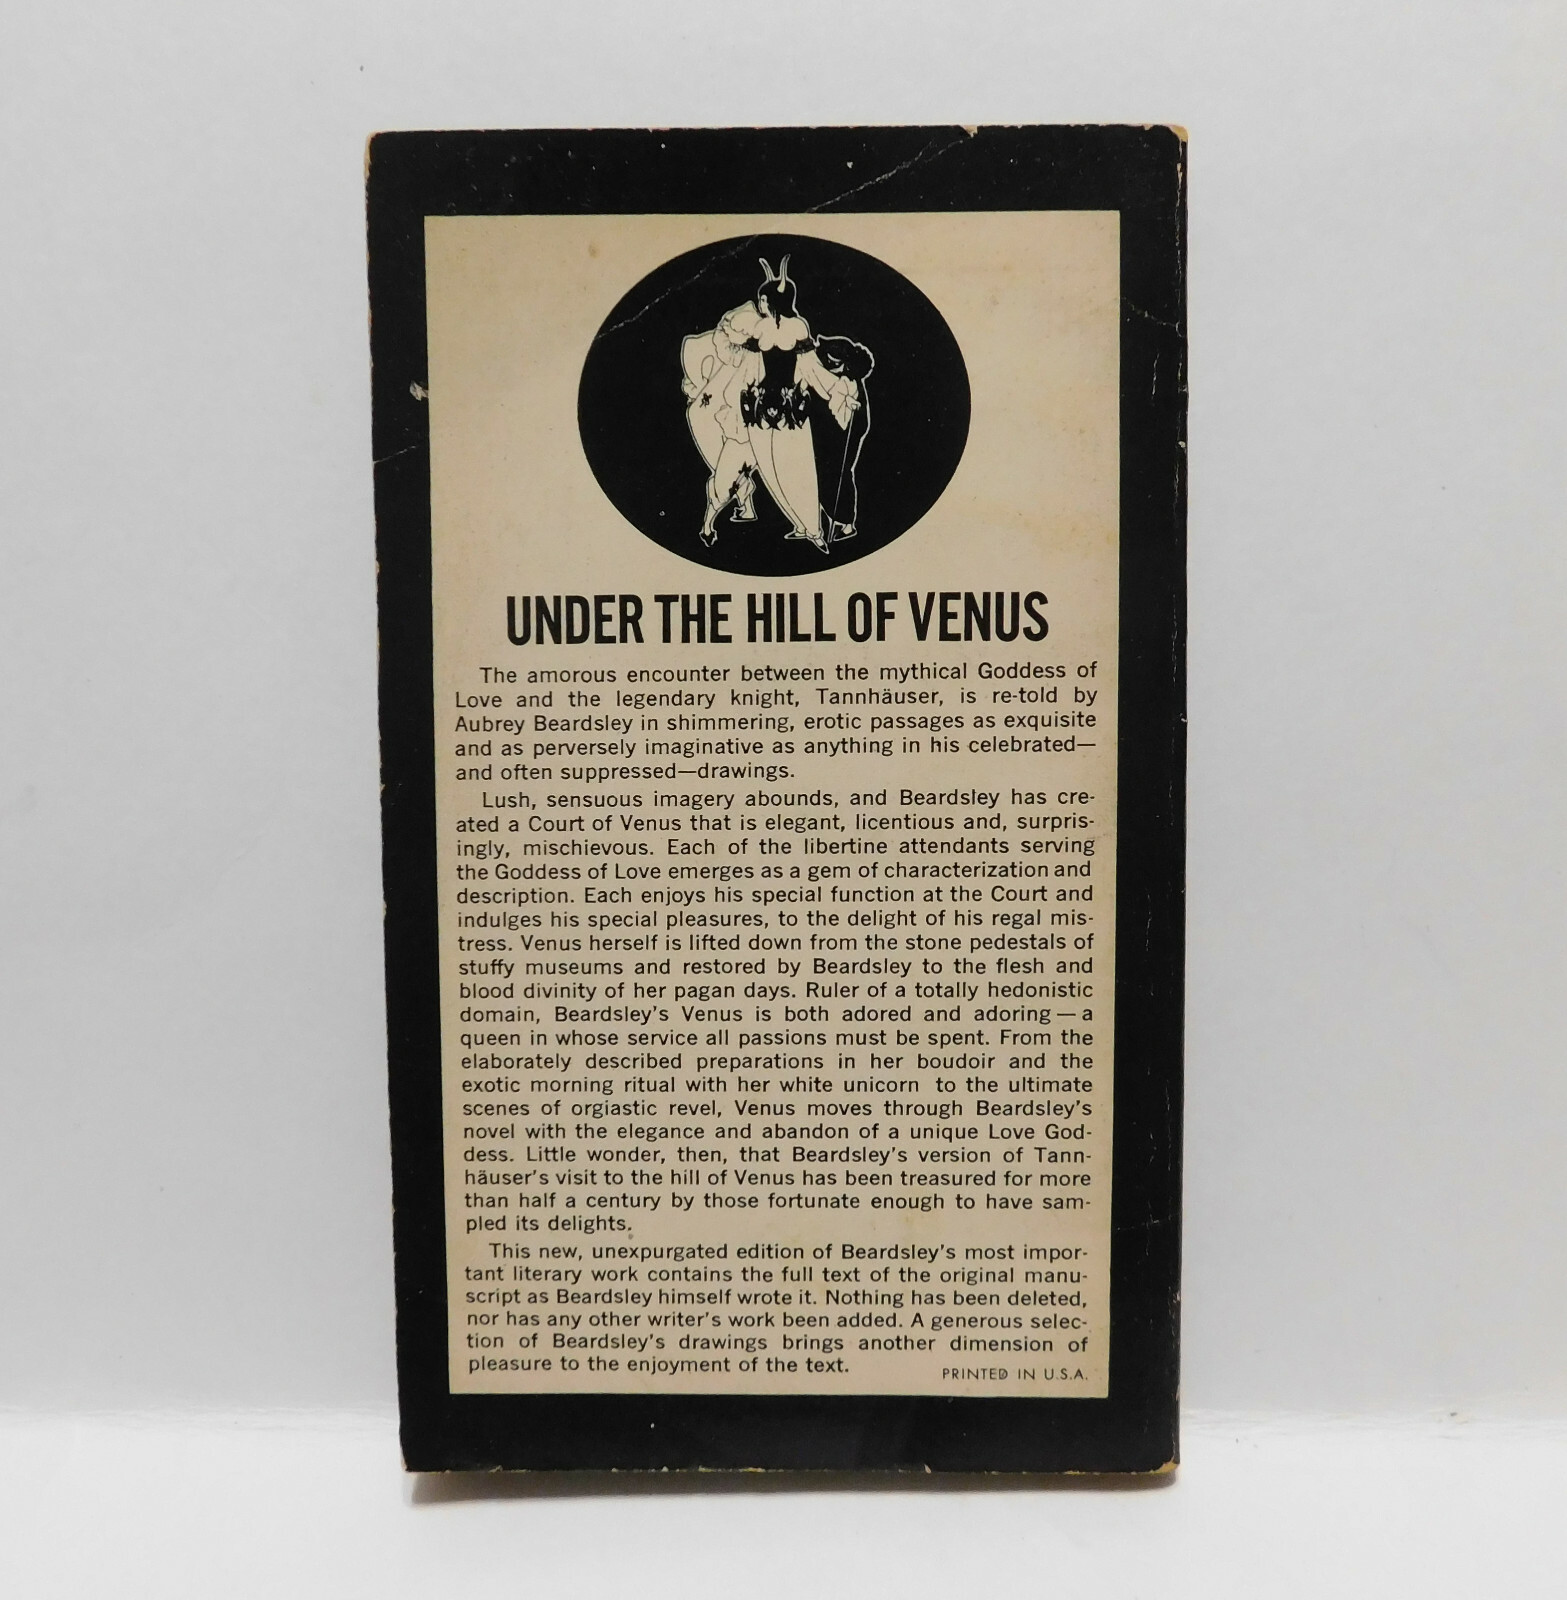 UNDER THE HILL OF VENUS
The amorous encounter between the mythical Goddess of
Love and the legendary knight, Tannhäuser, is re-told by
Aubrey Beardsley in shimmering, erotic passages as exquisite
and as perversely imaginative as anything in his celebrated—
and often suppressed—drawings.
Lush, sensuous imagery abounds, and Beardsley has cre-
ated a Court of Venus that is elegant, licentious and, surpris-
ingly, mischievous. Each of the libertine attendants serving
the Goddess of Love emerges as a gem of characterization and
description. Each enjoys his special function at the Court and
indulges his special pleasures, to the delight of his regal mis-
tress. Venus herself is lifted down from the stone pedestals of
stuffy museums and restored by Beardsley to the flesh and
blood divinity of her pagan days. Ruler of a totally hedonistic
domain, Beardsley's Venus is both adored and adoring—a
queen in whose service all passions must be spent. From the
elaborately described preparations in her boudoir and the
exotic morning ritual with her white unicorn to the ultimate
scenes of orgiastic revel, Venus moves through Beardsley's
novel with the elegance and abandon of a unique Love God-
dess. Little wonder, then, that Beardsley's version of Tann-
häuser's visit to the hill of Venus has been treasured for more
than half a century by those fortunate enough to have sam-
pled its delights.
This new, unexpurgated edition of Beardsley's most impor-
tant literary work contains the full text of the original manu-
script as Beardsley himself wrote it. Nothing has been deleted,
nor has any other writer's work been added. A generous selec-
tion of Beardsley's drawings brings another dimension of
pleasure to the enjoyment of the text.
PRINTED IN U.S.A.